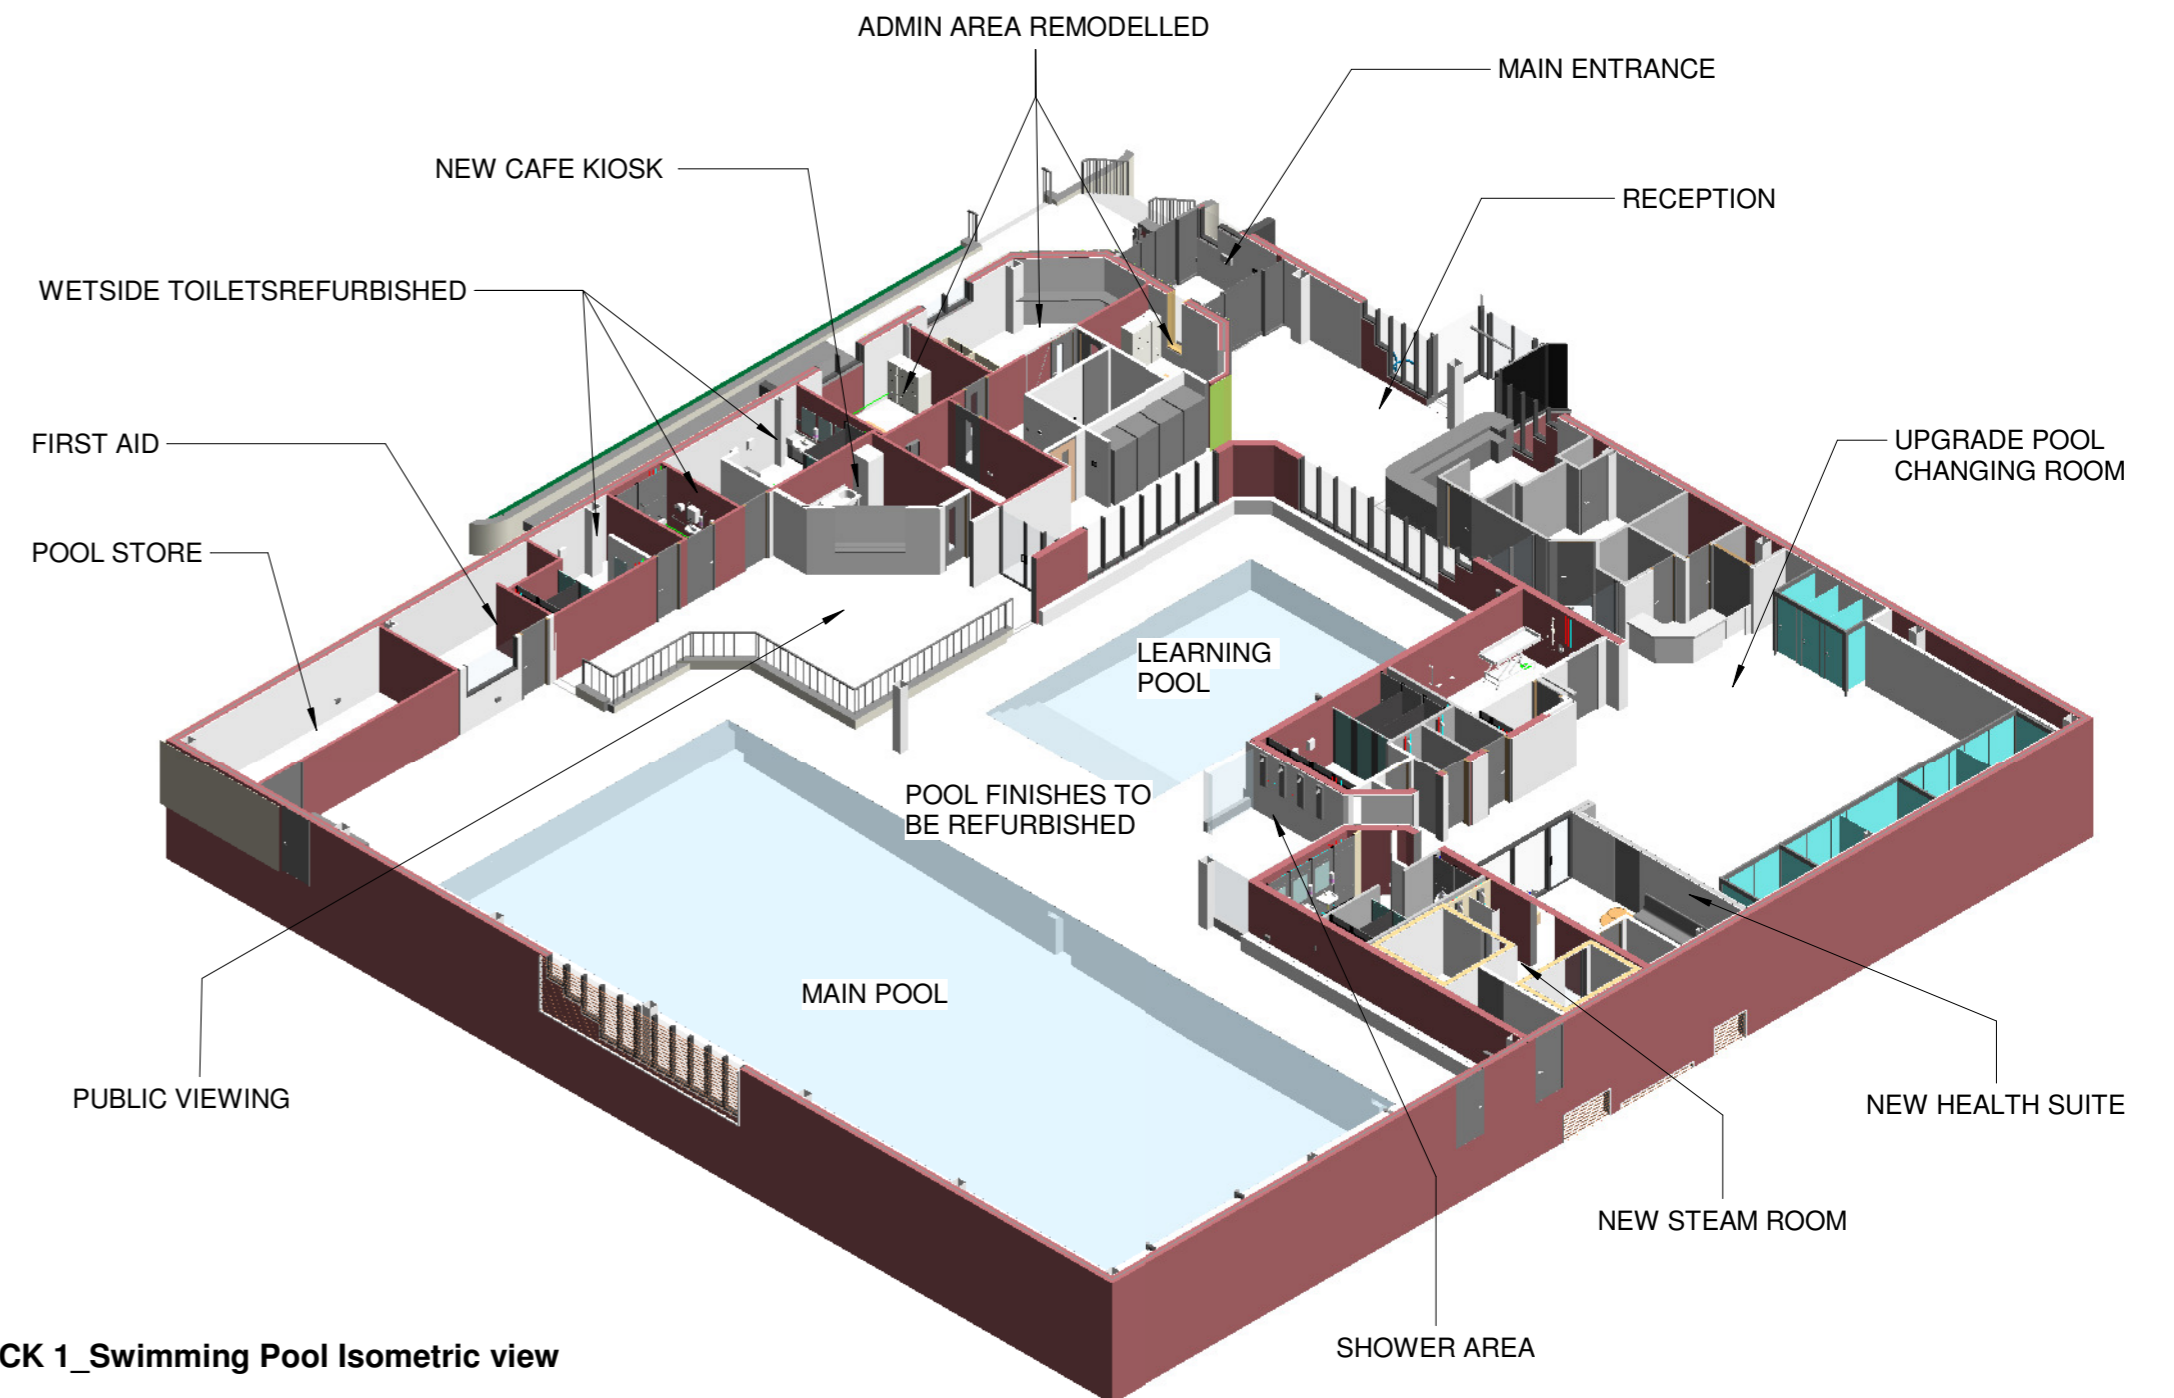 ADMIN AREA REMODELLED
MAIN ENTRANCE
NEW CAFE KIOSK
RECEPTION
WETSIDE TOILETSREFURBISHED
FIRST AID
UPGRADE POOL
CHANGING ROOM
POOL STORE
LEARNING
POOL
POOL FINISHES TO
BE REFURBISHED
MAIN POOL
PUBLIC VIEWING
NEW HEALTH SUITE
NEW STEAM ROOM
SHOWER AREA
CK 1_Swimming Pool Isometric view